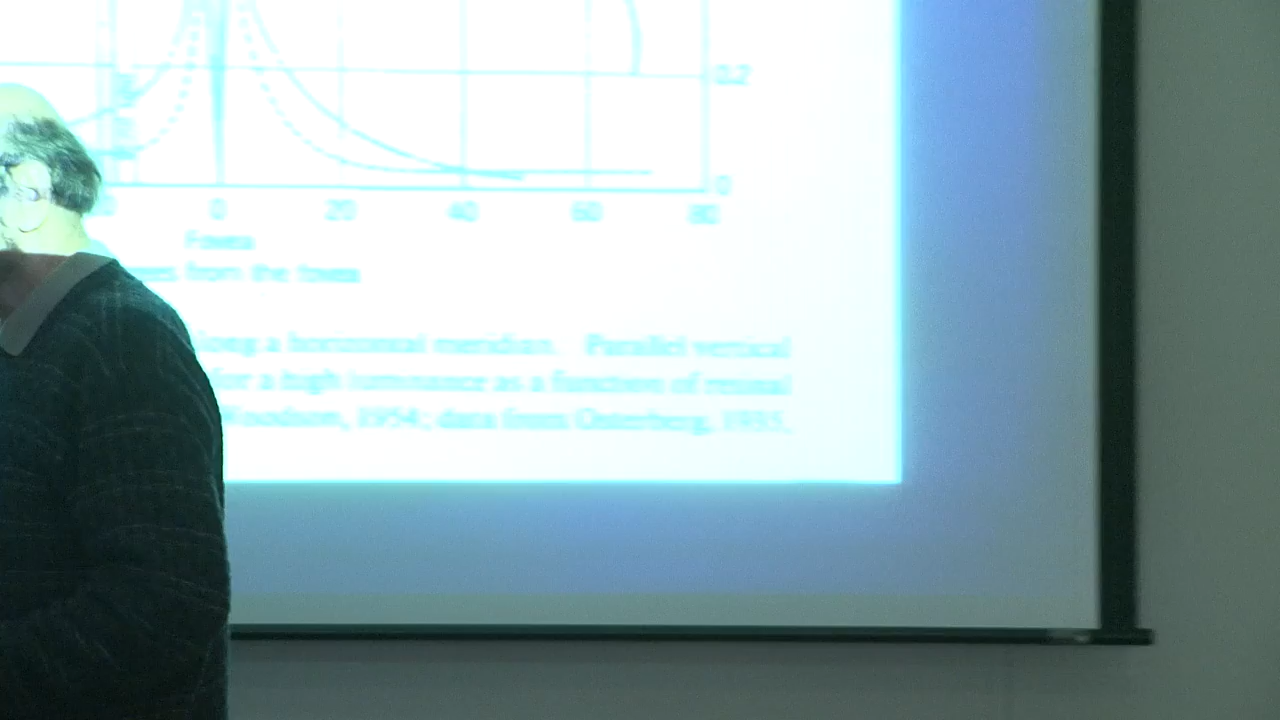 0.2
0
0 20 40 60 80
Fovea
from the fovea
along a horizontal meridian. Parallel vertical
for a high luminance as a function of retinal
Woodson, 1954; data from Osterberg, 1935.